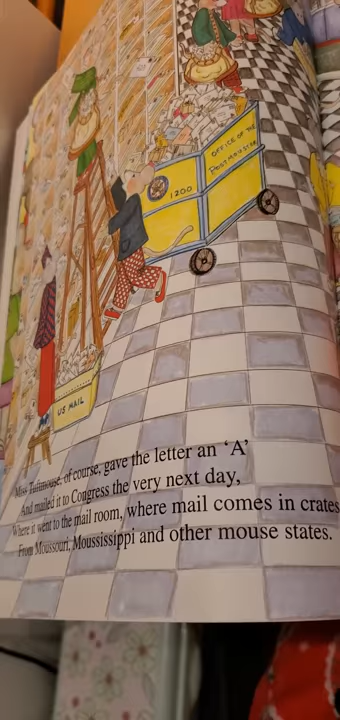 OFFICE OF THE
POSTMASTER
1200
US MAIL
Miss Tuftmouse, of course, gave the letter an ‘A’
And mailed it to Congress the very next day,
Where it went to the mail room, where mail comes in crates
From Moussouri, Moussissippi and other mouse states.